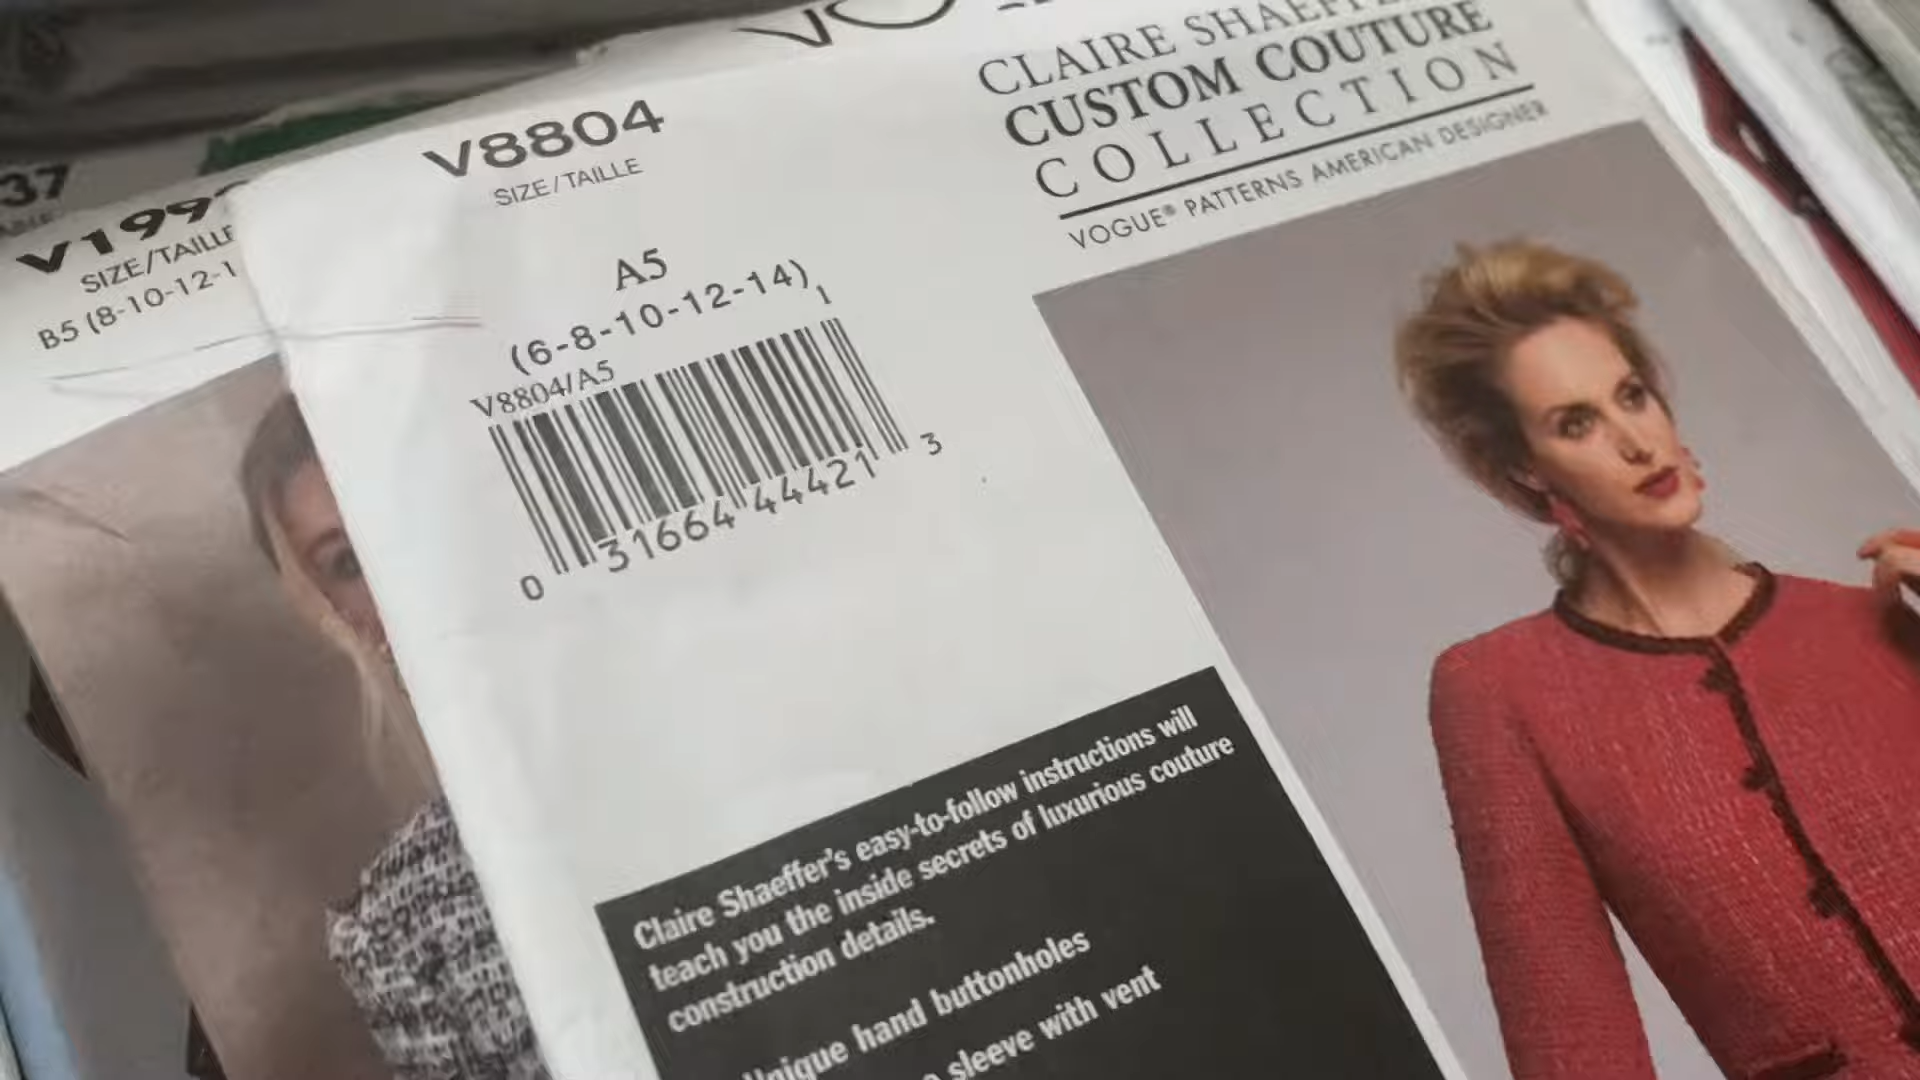 37
V199
SIZE/TAILLE
B5 (8-10-12-1
V8804
SIZE/TAILLE
A5
(6-8-10-12-14)
1
V8804/A5
0 31664 44421 3
CLAIRE SHAEFFE
CUSTOM COUTURE
COLLECTION
VOGUE® PATTERNS AMERICAN DESIGNER
Claire Shaeffer's easy-to-follow instructions will
teach you the inside secrets of luxurious couture
construction details.
Unique hand buttonholes
sleeve with vent